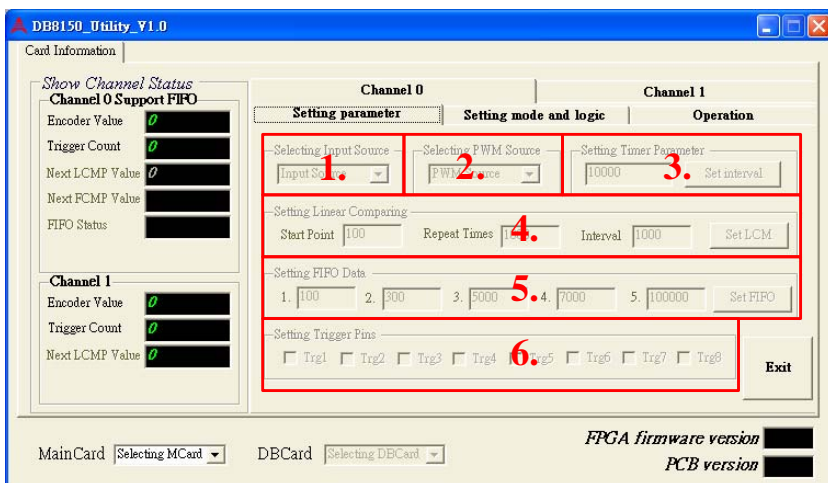 DB8150_Utility_V1.0
Card Information
Show Channel Status
Channel 0 Support FIFO
Encoder Value 0
Trigger Count 0
Next LCMP Value 0
Next FCMP Value
FIFO Status
Channel 1
Encoder Value 0
Trigger Count 0
Next LCMP Value 0
Channel 0 Channel 1
Setting parameter Setting mode and logic Operation
Selecting Input Source Selecting PWM Source Setting Timer Parameter
Input Source 1. PWM Source 2. 10000 3. Set interval
Setting Linear Comparing
Start Point 100 Repeat Times 4. Interval 1000 Set LCM
Setting FIFO Data
1. 100 2. 300 3. 5000 5. 4. 7000 5. 100000 Set FIFO
Setting Trigger Pins
Trg1 Trg2 Trg3 Trg4 6. Trg5 Trg6 Trg7 Trg8
Exit
MainCard Selecting MCard DBCard Selecting DBCard
FPGA firmware version
PCB version